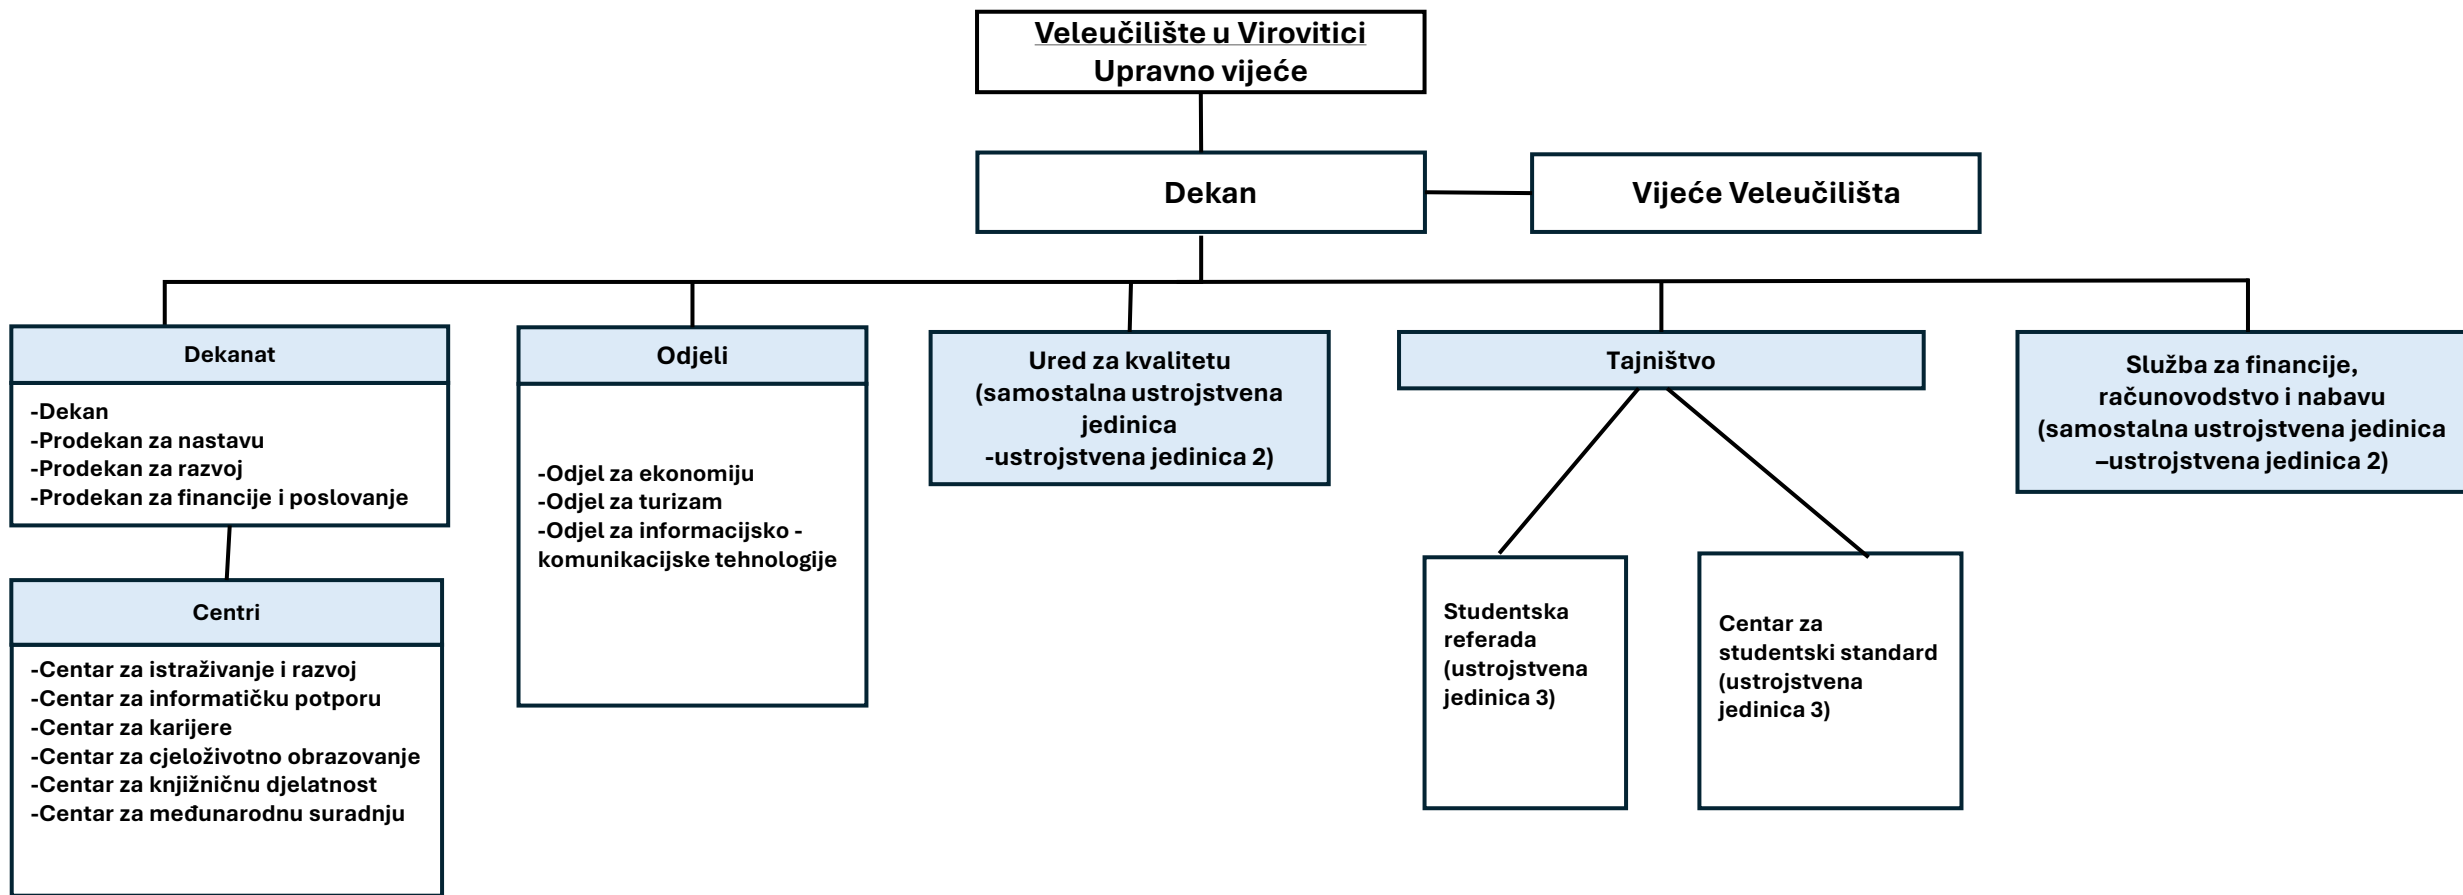 Veleučilište u Virovitici
Upravno vijeće
Dekan
Vijeće Veleučilišta
Dekanat
-Dekan
-Prodekan za nastavu
-Prodekan za razvoj
-Prodekan za financije i poslovanje
Centri
-Centar za istraživanje i razvoj
-Centar za informatičku potporu
-Centar za karijere
-Centar za cjeloživotno obrazovanje
-Centar za knjižničnu djelatnost
-Centar za međunarodnu suradnju
Odjeli
-Odjel za ekonomiju
-Odjel za turizam
-Odjel za informacijsko -
komunikacijske tehnologije
Ured za kvalitetu
(samostalna ustrojstvena
jedinica
-ustrojstvena jedinica 2)
Tajništvo
Studentska
referada
(ustrojstvena
jedinica 3)
Centar za
studentski standard
(ustrojstvena
jedinica 3)
Služba za financije,
računovodstvo i nabavu
(samostalna ustrojstvena jedinica
–ustrojstvena jedinica 2)